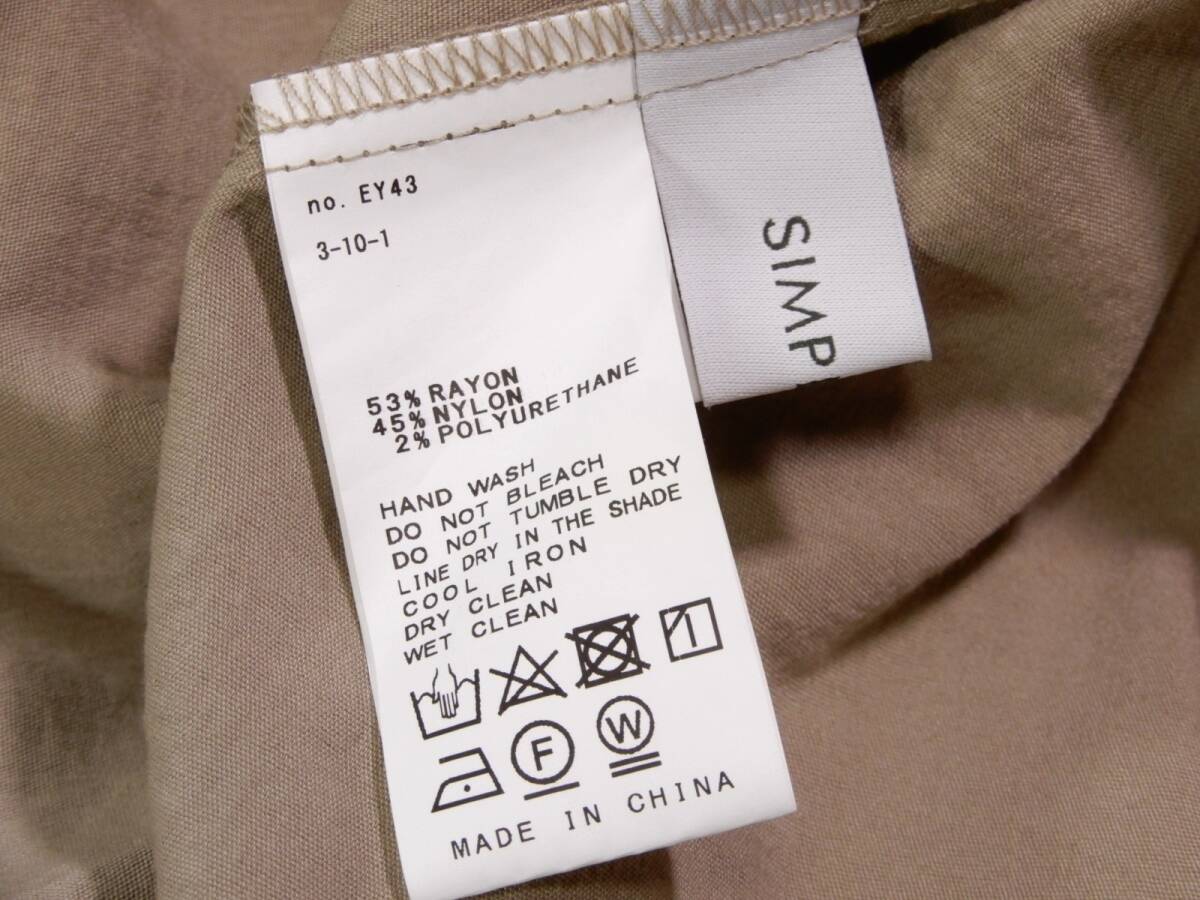 no. EY43
3-10-1
53% RAYON
45% NYLON
2% POLYURETHANE
HAND WASH
DO NOT BLEACH
DO NOT TUMBLE DRY
LINE DRY IN THE SHADE
COOL IRON
DRY CLEAN
WET CLEAN
F
W
MADE IN CHINA
SIMP